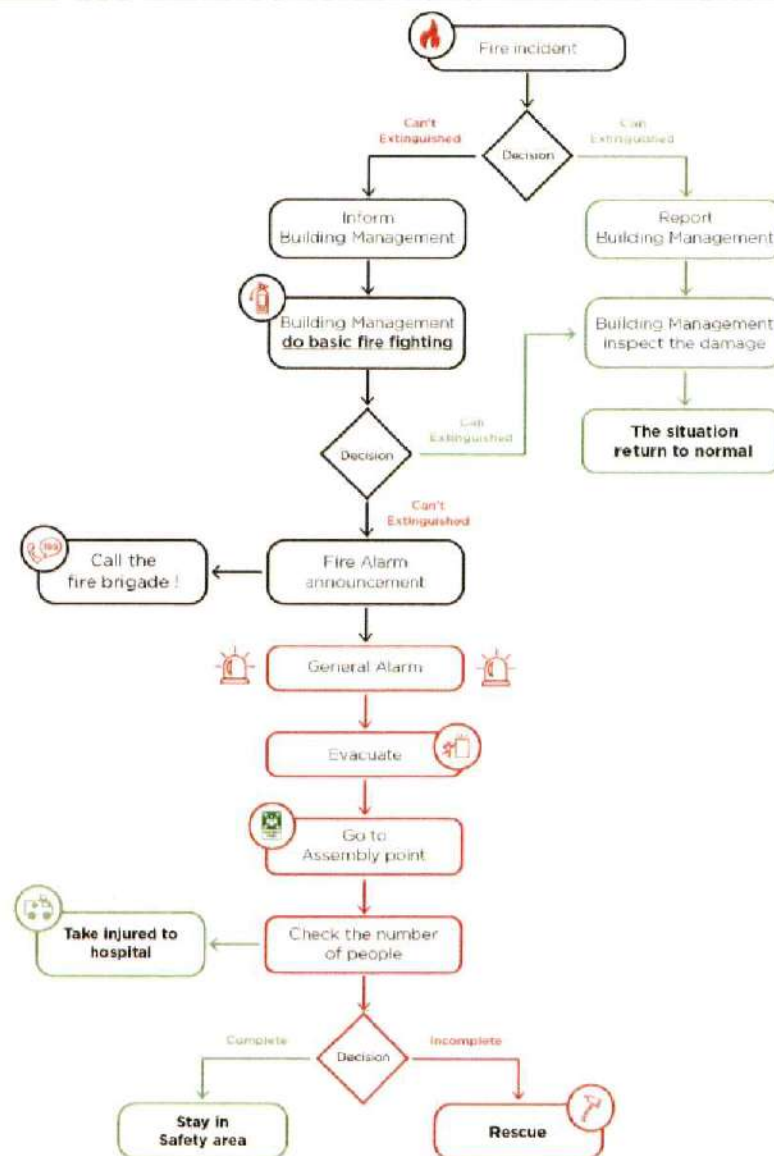 Fire incident
Can't
Extinguished
Can
Extinguished
Decision
Inform
Building Management
Report
Building Management
Building Management
do basic fire fighting
Building Management
inspect the damage
Can
Extinguished
Decision
The situation
return to normal
Can't
Extinguished
Call the
fire brigade !
Fire Alarm
announcement
General Alarm
Evacuate
Go to
Assembly point
Take injured to
hospital
Check the number
of people
Complete
Incomplete
Decision
Stay in
Safety area
Rescue